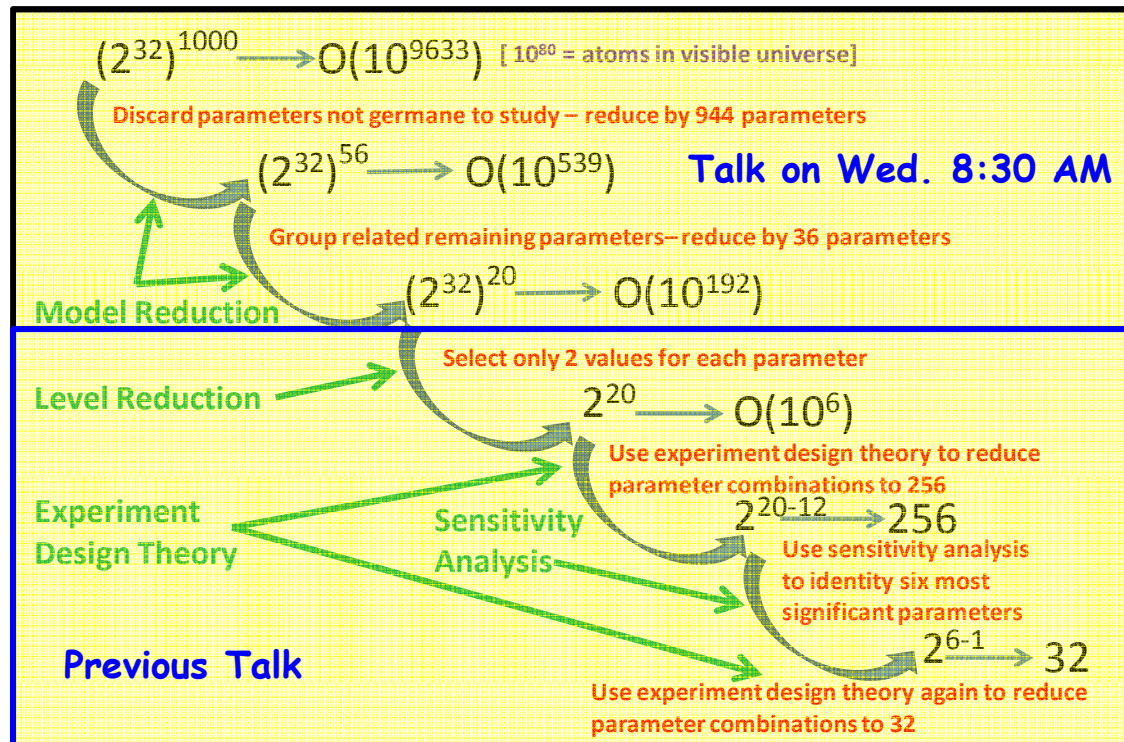 (2^32)^1000 → O(10^9633) [ 10^80 = atoms in visible universe]
Discard parameters not germane to study – reduce by 944 parameters
(2^32)^56 → O(10^539)
Talk on Wed. 8:30 AM
Group related remaining parameters– reduce by 36 parameters
(2^32)^20 → O(10^192)
Model Reduction
Select only 2 values for each parameter
Level Reduction
2^20 → O(10^6)
Use experiment design theory to reduce
parameter combinations to 256
Experiment
Design Theory
Sensitivity
Analysis
2^20-12 → 256
Use sensitivity analysis
to identity six most
significant parameters
2^6-1 → 32
Previous Talk
Use experiment design theory again to reduce
parameter combinations to 32